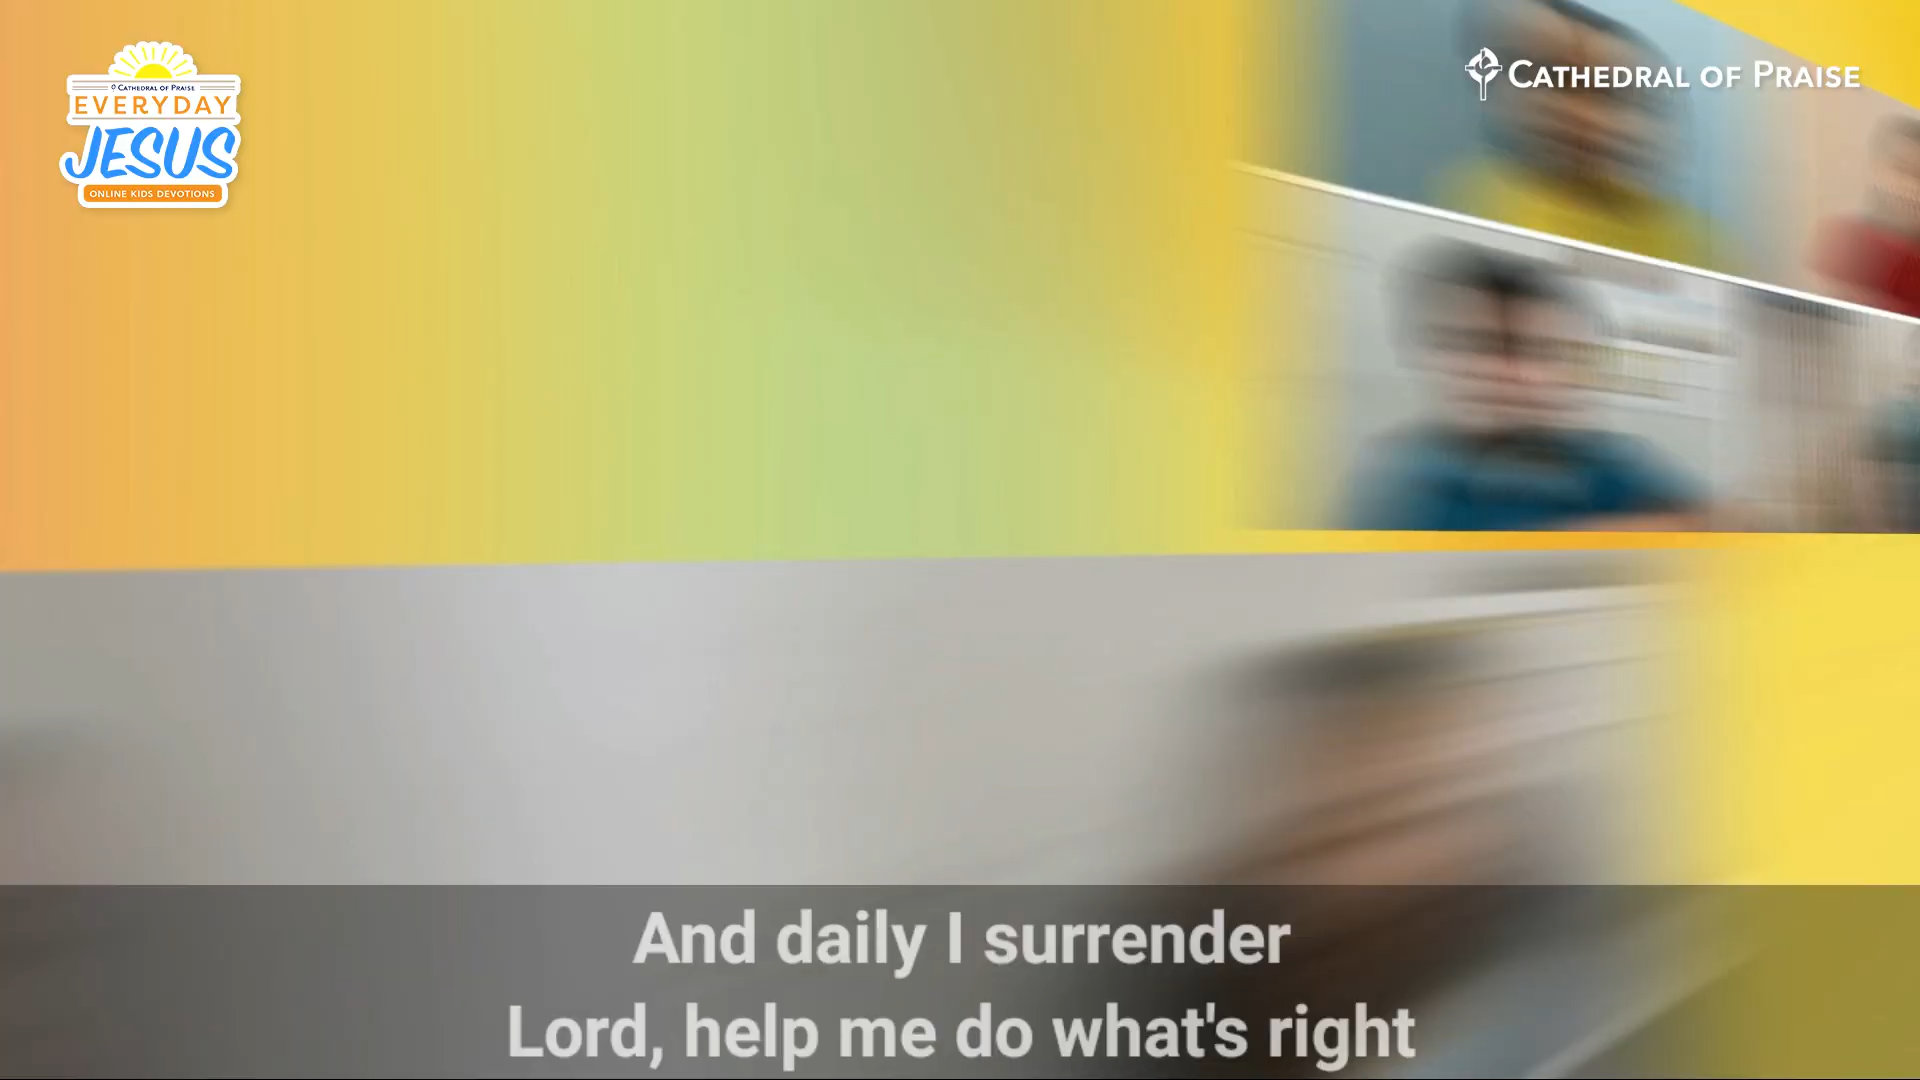 CATHEDRAL OF PRAISE
EVERYDAY
JESUS
ONLINE KIDS DEVOTIONS
CATHEDRAL OF PRAISE
And daily I surrender
Lord, help me do what's right